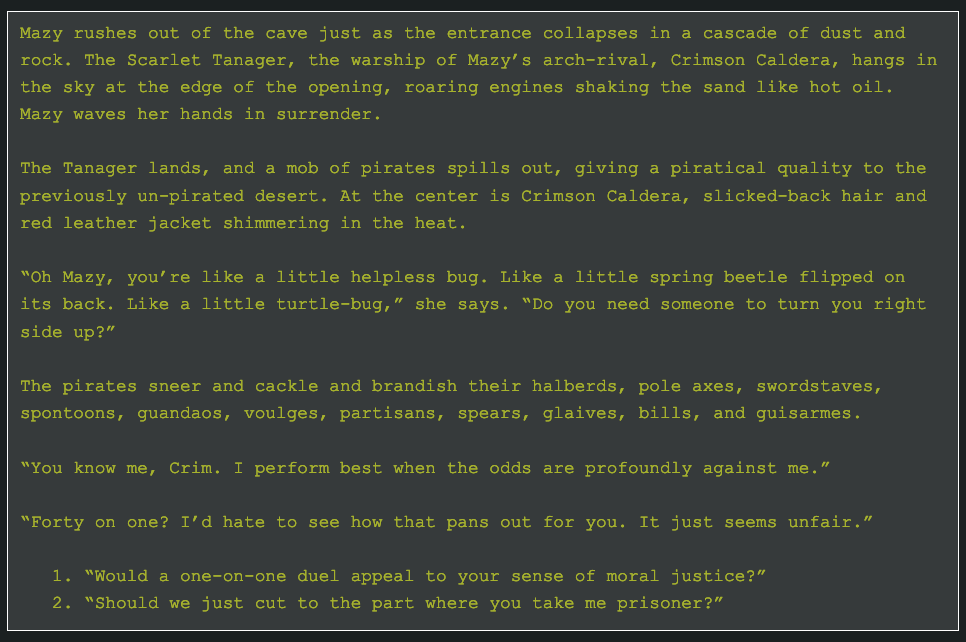 Mazy rushes out of the cave just as the entrance collapses in a cascade of dust and
rock. The Scarlet Tanager, the warship of Mazy’s arch-rival, Crimson Caldera, hangs in
the sky at the edge of the opening, roaring engines shaking the sand like hot oil.
Mazy waves her hands in surrender.
The Tanager lands, and a mob of pirates spills out, giving a piratical quality to the
previously un-pirated desert. At the center is Crimson Caldera, slicked-back hair and
red leather jacket shimmering in the heat.
“Oh Mazy, you’re like a little helpless bug. Like a little spring beetle flipped on
its back. Like a little turtle-bug,” she says. “Do you need someone to turn you right
side up?”
The pirates sneer and cackle and brandish their halberds, pole axes, swordstaves,
spontoons, guandaos, voulges, partisans, spears, glaives, bills, and guisarmes.
“You know me, Crim. I perform best when the odds are profoundly against me.”
“Forty on one? I’d hate to see how that pans out for you. It just seems unfair.”
1. “Would a one-on-one duel appeal to your sense of moral justice?”
2. “Should we just cut to the part where you take me prisoner?”